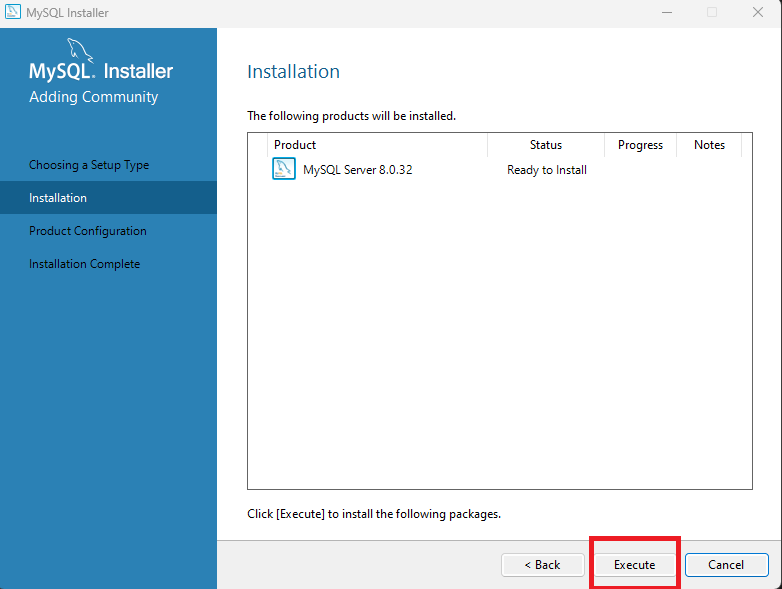 MySQL Installer
MySQL. Installer
Adding Community
Choosing a Setup Type
Installation
Product Configuration
Installation Complete
Installation
The following products will be installed.
Product Status Progress Notes
MySQL Server 8.0.32 Ready to Install
Click [Execute] to install the following packages.
< Back Execute Cancel